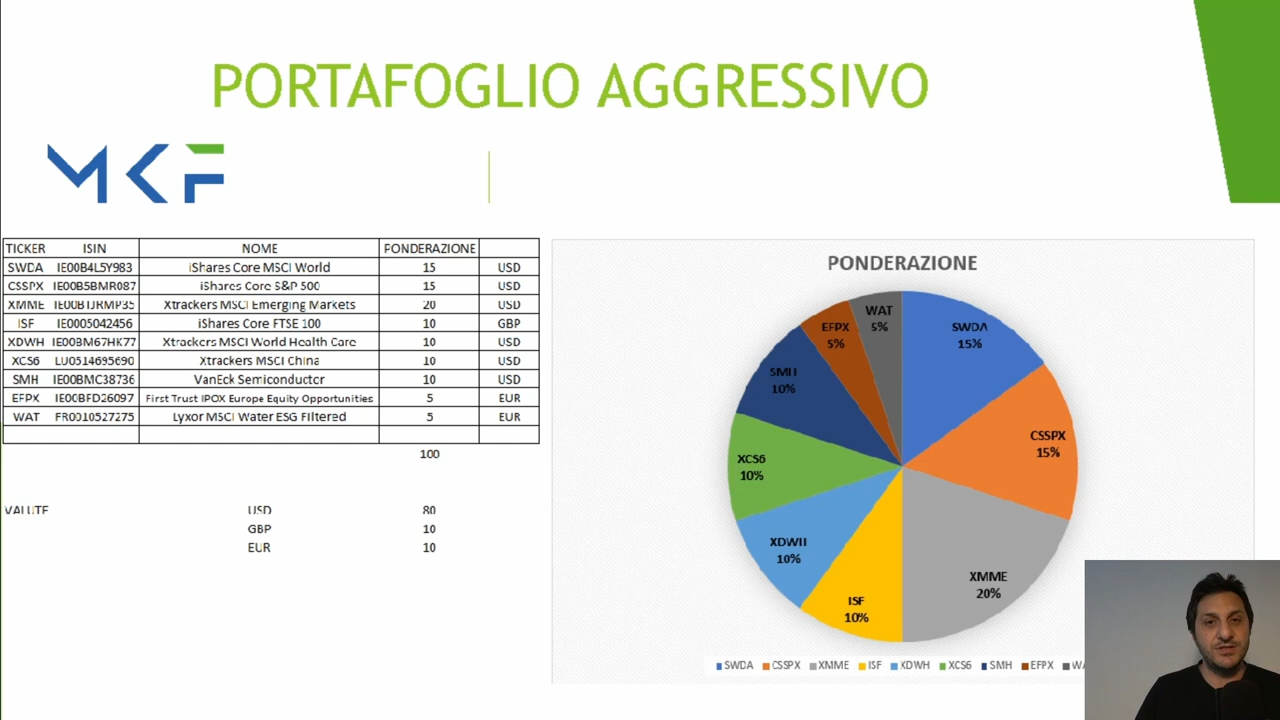 PORTAFOGLIO AGGRESSIVO
MKF
TICKER ISIN NOME PONDERAZIONE
SWDA IE00B4L5Y983 iShares Core MSCI World 15 USD
CSSPX IE00B5BMR087 iShares Core S&P 500 15 USD
XMME IE00BTJRMP35 Xtrackers MSCI Emerging Markets 20 USD
ISF IE0005042456 iShares Core FTSE 100 10 GBP
XDWH IE00BM67HK77 Xtrackers MSCI World Health Care 10 USD
XCS6 LU0514695690 Xtrackers MSCI China 10 USD
SMH IE00BMC38736 VanEck Semiconductor 10 USD
EFPX IE00BFD26097 First Trust IPOX Europe Equity Opportunities 5 EUR
WAT FR0010527275 Lyxor MSCI Water ESG Filtered 5 EUR
100
VALUTE USD 80
GBP 10
EUR 10
PONDERAZIONE
SWDA
15%
CSSPX
15%
XMME
20%
ISF
10%
XDWH
10%
XCS6
10%
SMH
10%
EFPX
5%
WAT
5%
SWDA CSSPX XMME ISF XDWH XCS6 SMH EFPX WA